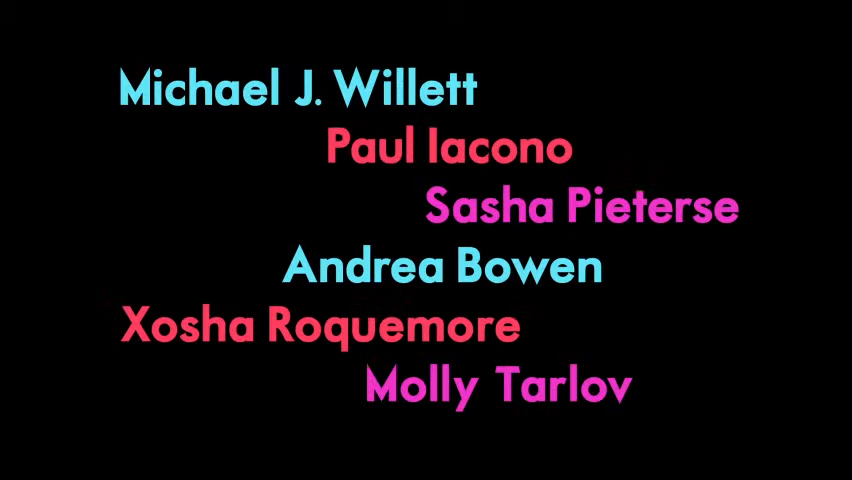 Michael J. Willett
Paul Iacono
Sasha Pieterse
Andrea Bowen
Xosha Roquemore
Molly Tarlov